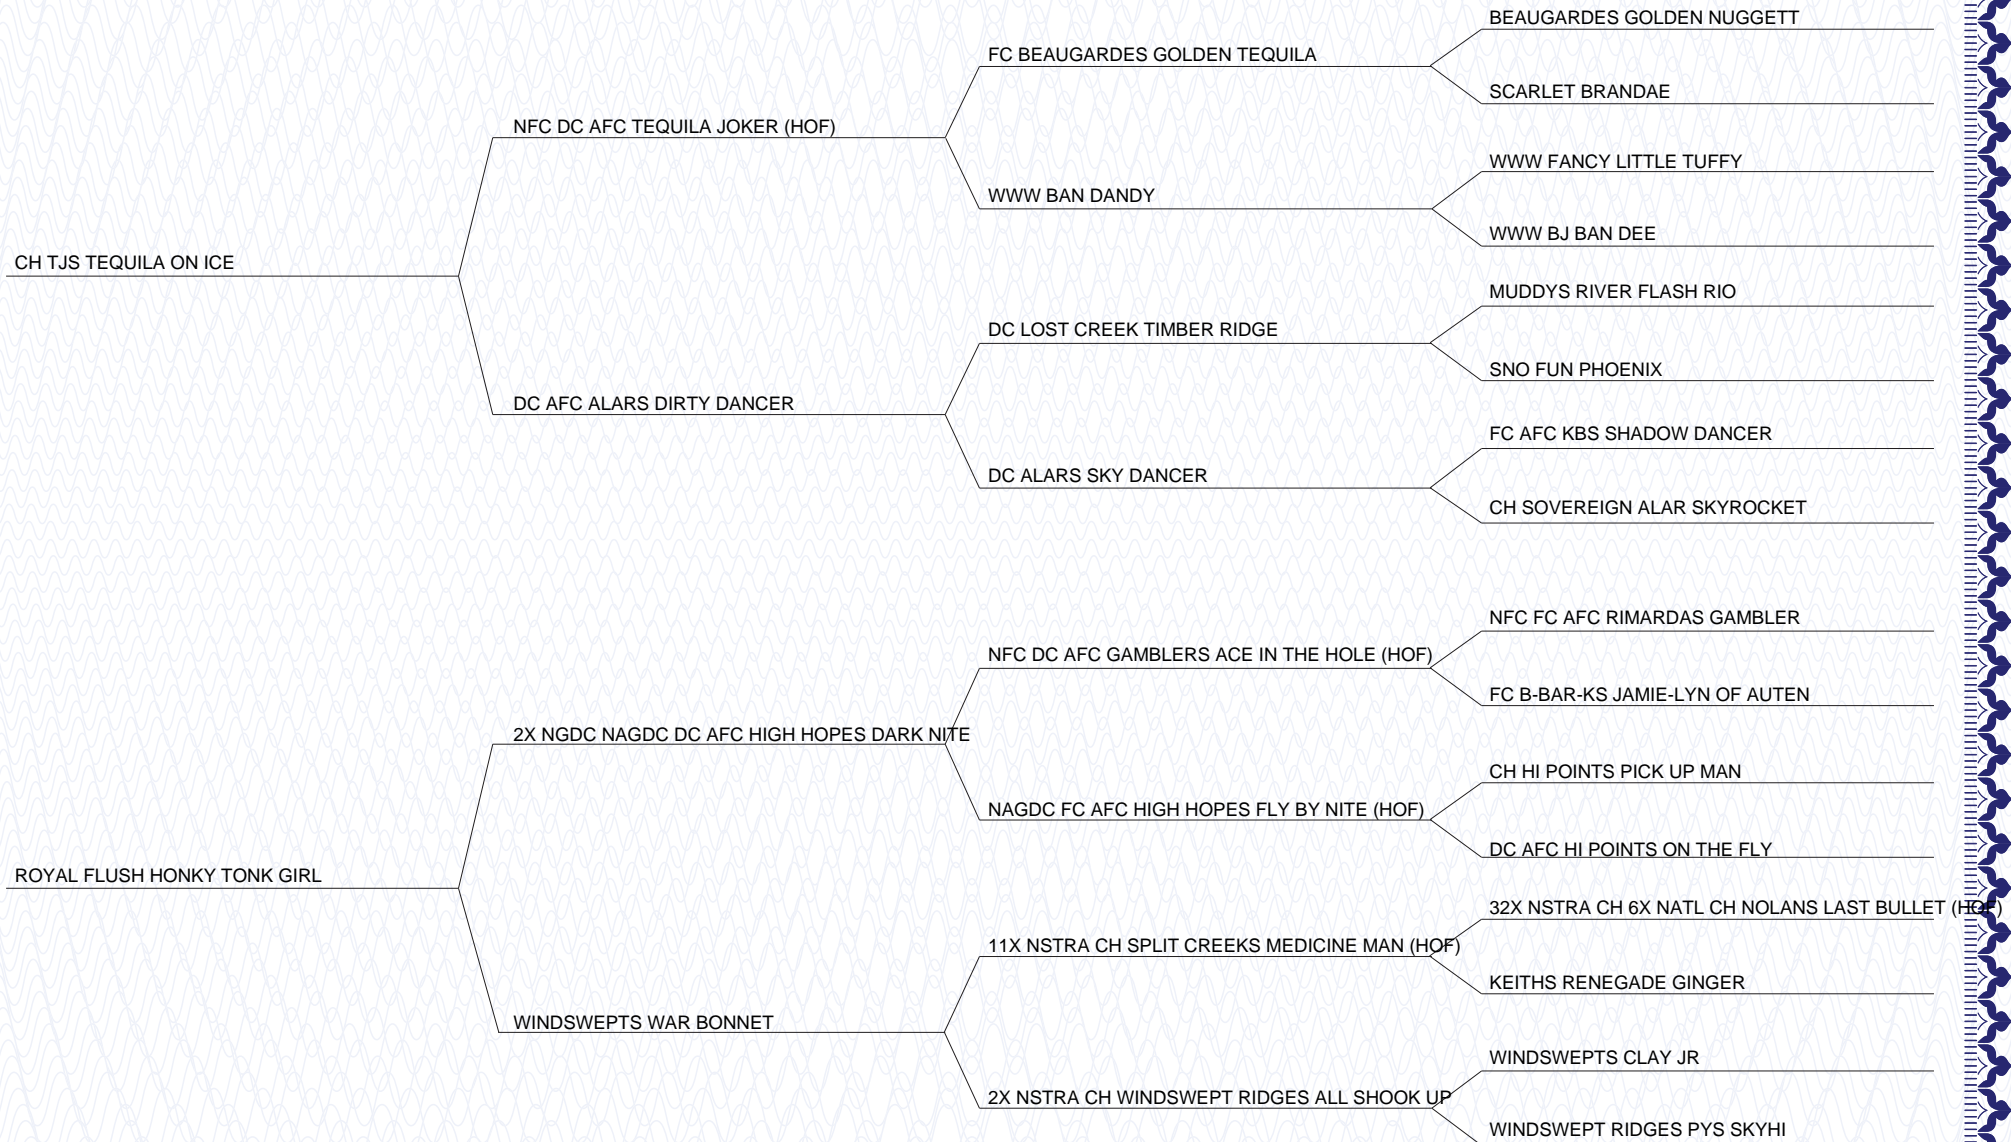 BEAUGARDES GOLDEN NUGGETT
FC BEAUGARDES GOLDEN TEQUILA
SCARLET BRANDAE
NFC DC AFC TEQUILA JOKER (HOF)
WWW FANCY LITTLE TUFFY
WWW BAN DANDY
WWW BJ BAN DEE
CH TJS TEQUILA ON ICE
MUDDYS RIVER FLASH RIO
DC LOST CREEK TIMBER RIDGE
SNO FUN PHOENIX
DC AFC ALARS DIRTY DANCER
FC AFC KBS SHADOW DANCER
DC ALARS SKY DANCER
CH SOVEREIGN ALAR SKYROCKET
NFC FC AFC RIMARDAS GAMBLER
NFC DC AFC GAMBLERS ACE IN THE HOLE (HOF)
FC B-BAR-KS JAMIE-LYN OF AUTEN
2X NGDC NAGDC DC AFC HIGH HOPES DARK NITE
CH HI POINTS PICK UP MAN
NAGDC FC AFC HIGH HOPES FLY BY NITE (HOF)
DC AFC HI POINTS ON THE FLY
ROYAL FLUSH HONKY TONK GIRL
32X NSTRA CH 6X NATL CH NOLANS LAST BULLET (HOF)
11X NSTRA CH SPLIT CREEKS MEDICINE MAN (HOF)
KEITHS RENEGADE GINGER
WINDSWEPTS WAR BONNET
WINDSWEPTS CLAY JR
2X NSTRA CH WINDSWEPT RIDGES ALL SHOOK UP
WINDSWEPT RIDGES PYS SKYHI